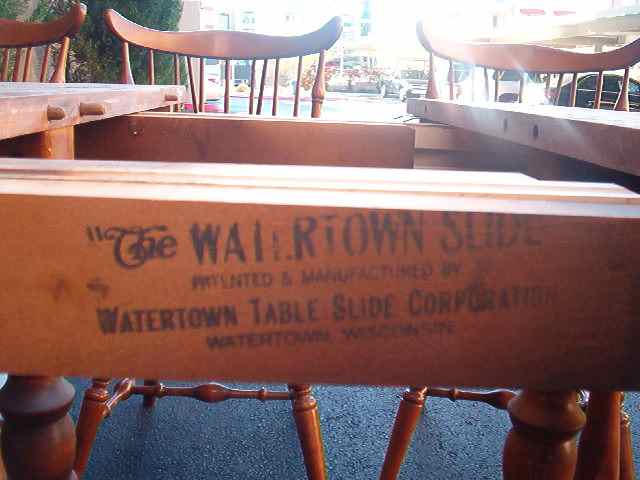 "The WATERTOWN SLIDE
PATENTED & MANUFACTURED BY
WATERTOWN TABLE SLIDE CORPORATION
WATERTOWN, WISCONSIN